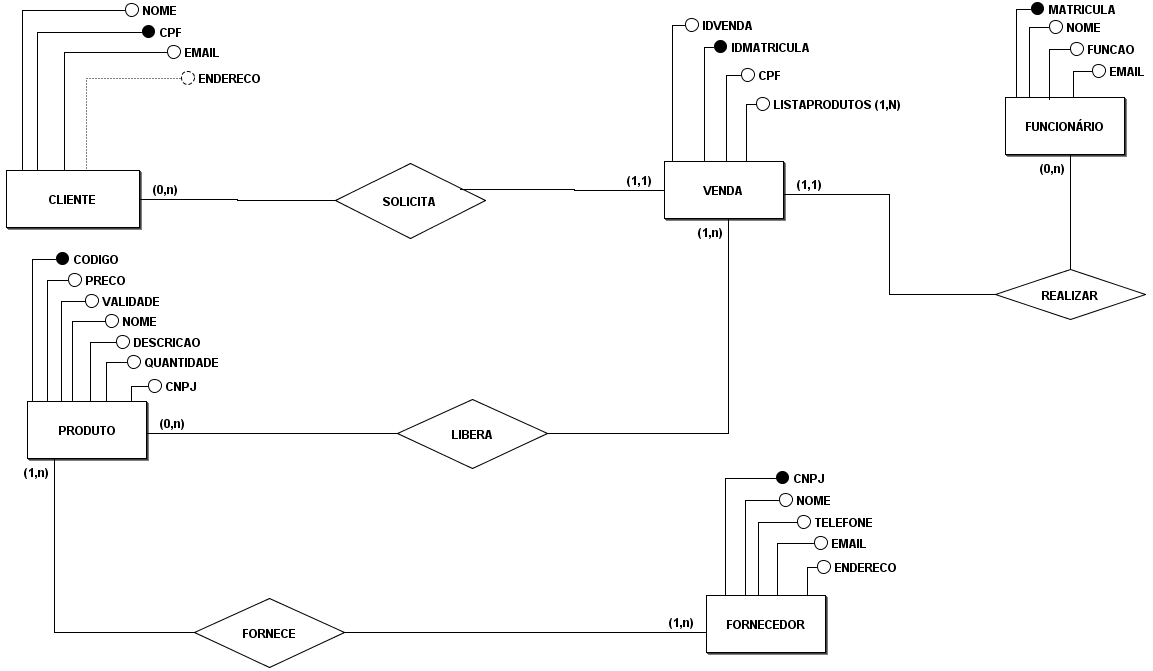 NOME
CPF
EMAIL
ENDERECO
CLIENTE
(0,n)
SOLICITA
(1,1)
IDVENDA
IDMATRICULA
CPF
LISTAPRODUTOS (1,N)
VENDA
(1,1)
(1,n)
MATRICULA
NOME
FUNCAO
EMAIL
FUNCIONÁRIO
(0,n)
REALIZAR
CODIGO
PRECO
VALIDADE
NOME
DESCRICAO
QUANTIDADE
CNPJ
PRODUTO
(0,n)
(1,n)
LIBERA
CNPJ
NOME
TELEFONE
EMAIL
ENDERECO
FORNECE
(1,n)
FORNECEDOR